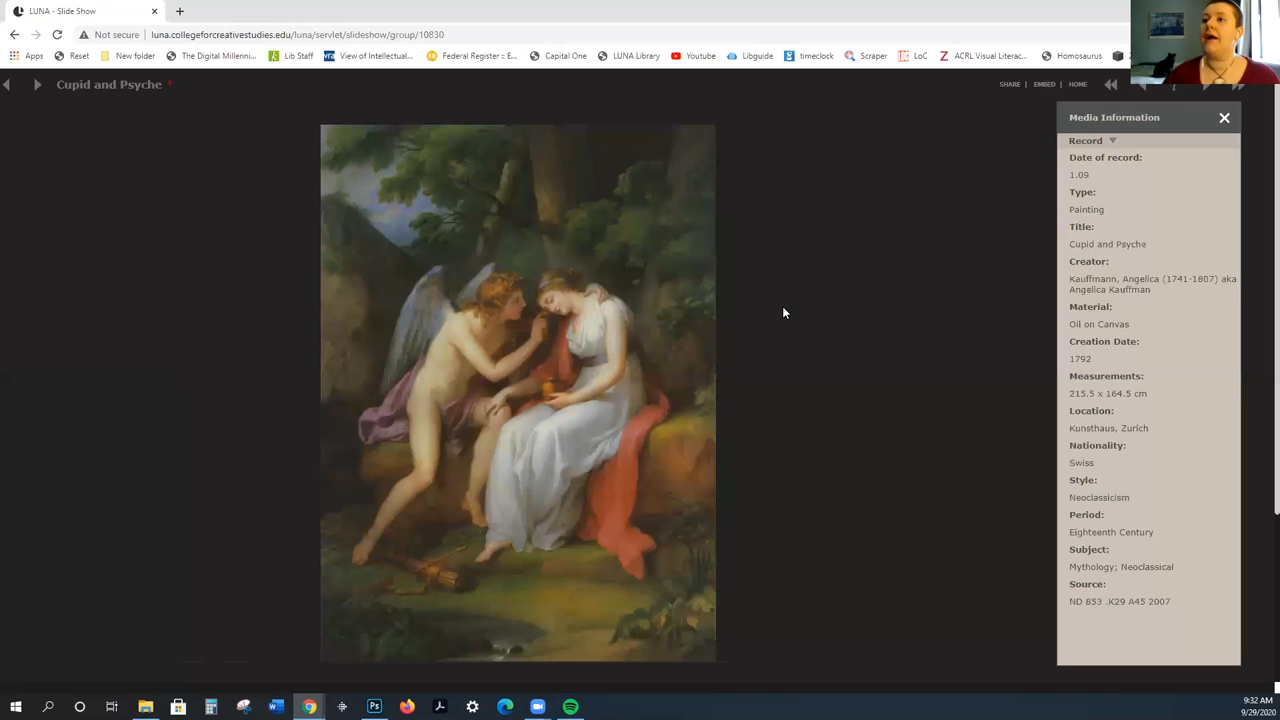 LUNA - Slide Show
Not secure | luna.collegeforcreativestudies.edu/luna/servlet/slideshow/group/10830
Apps Reset New folder The Digital Millenni... Lib Staff View of Intellectual... Federal Register :: E... Capital One LUNA Library Youtube Libguide timeclock Scraper LoC ACRL Visual Literac... Homosaurus
Cupid and Psyche *
SHARE | EMBED | HOME
Media Information
Record
Date of record:
1.09
Type:
Painting
Title:
Cupid and Psyche
Creator:
Kauffmann, Angelica (1741-1807) aka
Angelica Kauffman
Material:
Oil on Canvas
Creation Date:
1792
Measurements:
215.5 x 164.5 cm
Location:
Kunsthaus, Zurich
Nationality:
Swiss
Style:
Neoclassicism
Period:
Eighteenth Century
Subject:
Mythology; Neoclassical
Source:
ND 853 .K29 A45 2007
9:32 AM
9/29/2020